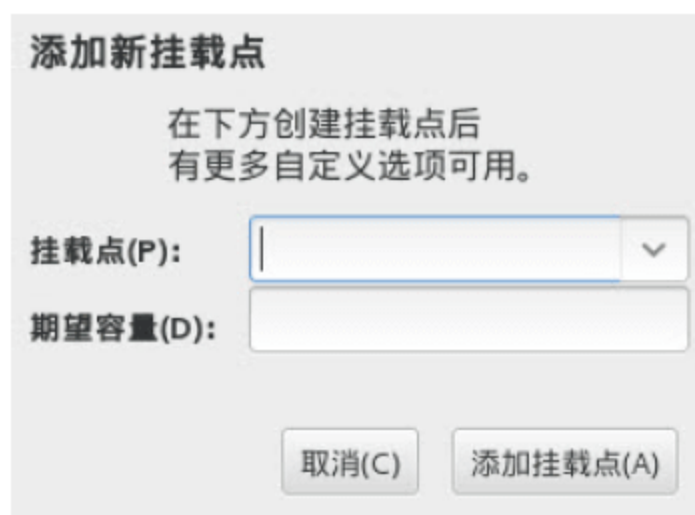 添加新挂载点
在下方创建挂载点后
有更多自定义选项可用。
挂载点(P):
期望容量(D):
取消(C) 添加挂载点(A)